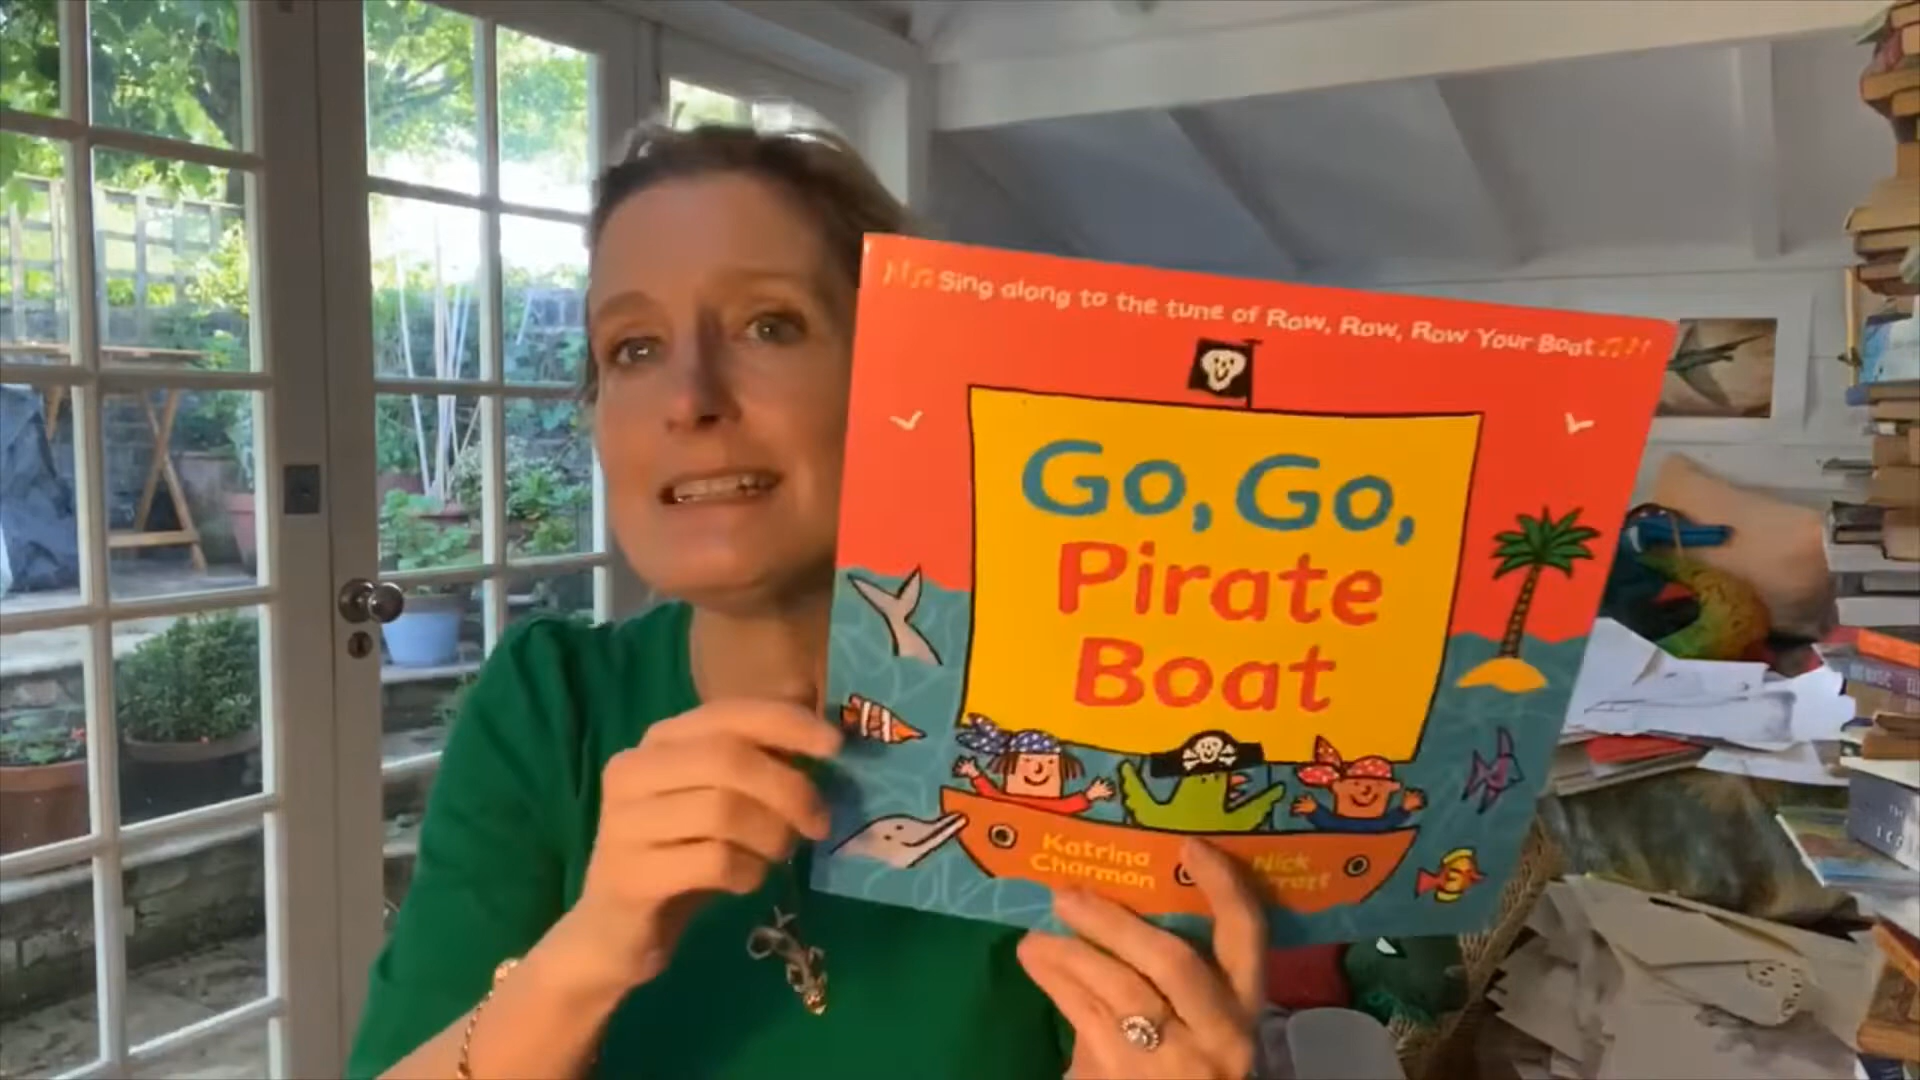 Sing along to the tune of Row, Row, Row Your Boat
Go, Go,
Pirate
Boat
Katrina
Charman
Nick